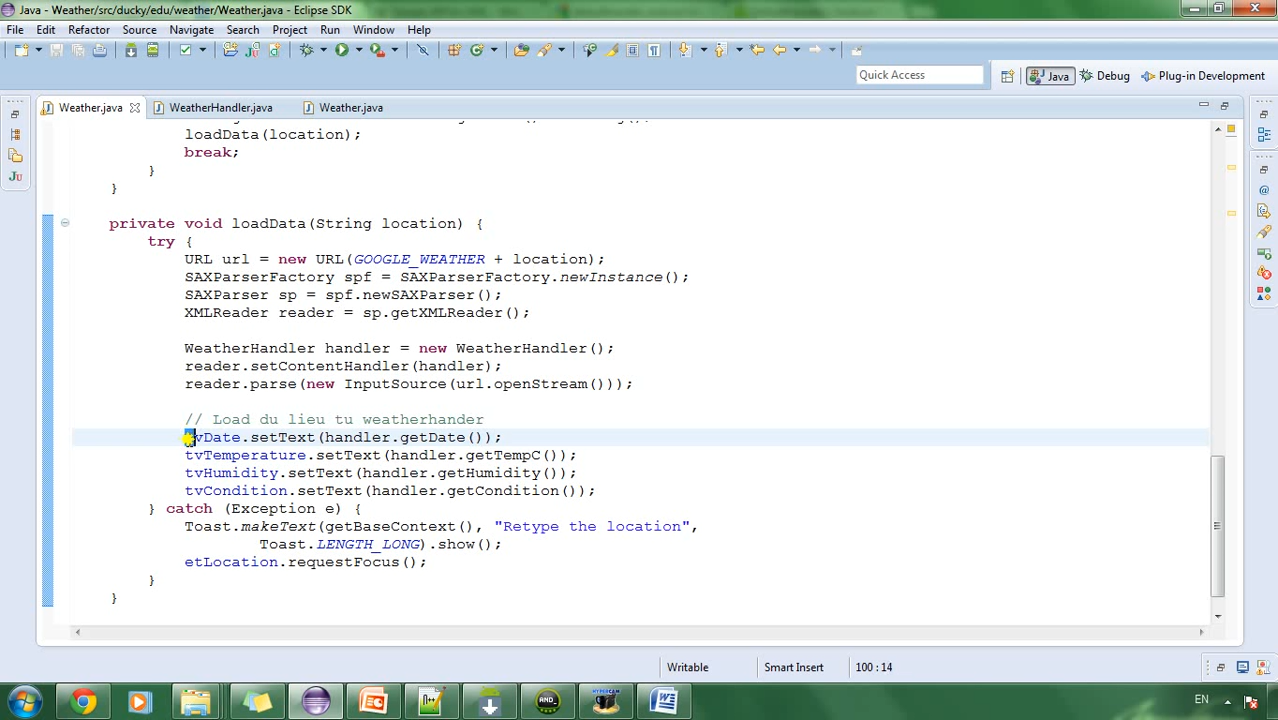 Java - Weather/src/ducky/edu/weather/Weather.java - Eclipse SDK
File Edit Refactor Source Navigate Search Project Run Window Help
Quick Access
Java Debug Plug-in Development
Weather.java WeatherHandler.java Weather.java
loadData(location);
break;
}
}
private void loadData(String location) {
try {
URL url = new URL(GOOGLE_WEATHER + location);
SAXParserFactory spf = SAXParserFactory.newInstance();
SAXParser sp = spf.newSAXParser();
XMLReader reader = sp.getXMLReader();
WeatherHandler handler = new WeatherHandler();
reader.setContentHandler(handler);
reader.parse(new InputSource(url.openStream()));
// Load du lieu tu weatherhander
vDate.setText(handler.getDate());
tvTemperature.setText(handler.getTempC());
tvHumidity.setText(handler.getHumidity());
tvCondition.setText(handler.getCondition());
} catch (Exception e) {
Toast.makeText(getBaseContext(), "Retype the location",
Toast.LENGTH_LONG).show();
etLocation.requestFocus();
}
}
Writable Smart Insert 100 : 14
EN